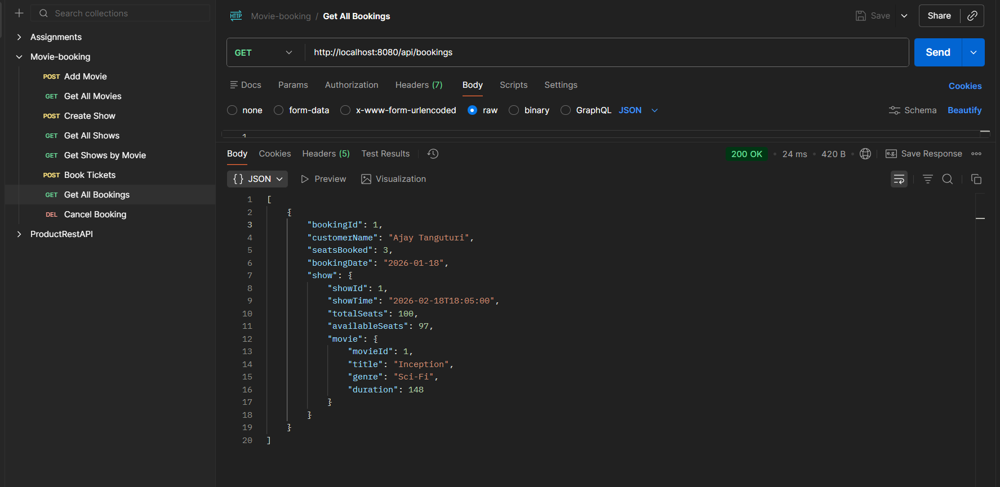 Search collections
Assignments
Movie-booking
POST Add Movie
GET Get All Movies
POST Create Show
GET Get All Shows
GET Get Shows by Movie
POST Book Tickets
GET Get All Bookings
DEL Cancel Booking
ProductRestAPI
HTTP Movie-booking / Get All Bookings
Save
Share
GET http://localhost:8080/api/bookings
Send
Docs Params Authorization Headers (7) Body Scripts Settings
Cookies
none form-data x-www-form-urlencoded raw binary GraphQL JSON
Schema Beautify
1
Body Cookies Headers (5) Test Results
200 OK • 24 ms • 420 B • e.g. Save Response
{} JSON Preview Visualization
1 [
2 {
3 "bookingId": 1,
4 "customerName": "Ajay Tanguturi",
5 "seatsBooked": 3,
6 "bookingDate": "2026-01-18",
7 "show": {
8 "showId": 1,
9 "showTime": "2026-02-18T18:05:00",
10 "totalSeats": 100,
11 "availableSeats": 97,
12 "movie": {
13 "movieId": 1,
14 "title": "Inception",
15 "genre": "Sci-Fi",
16 "duration": 148
17 }
18 }
19 }
20 ]